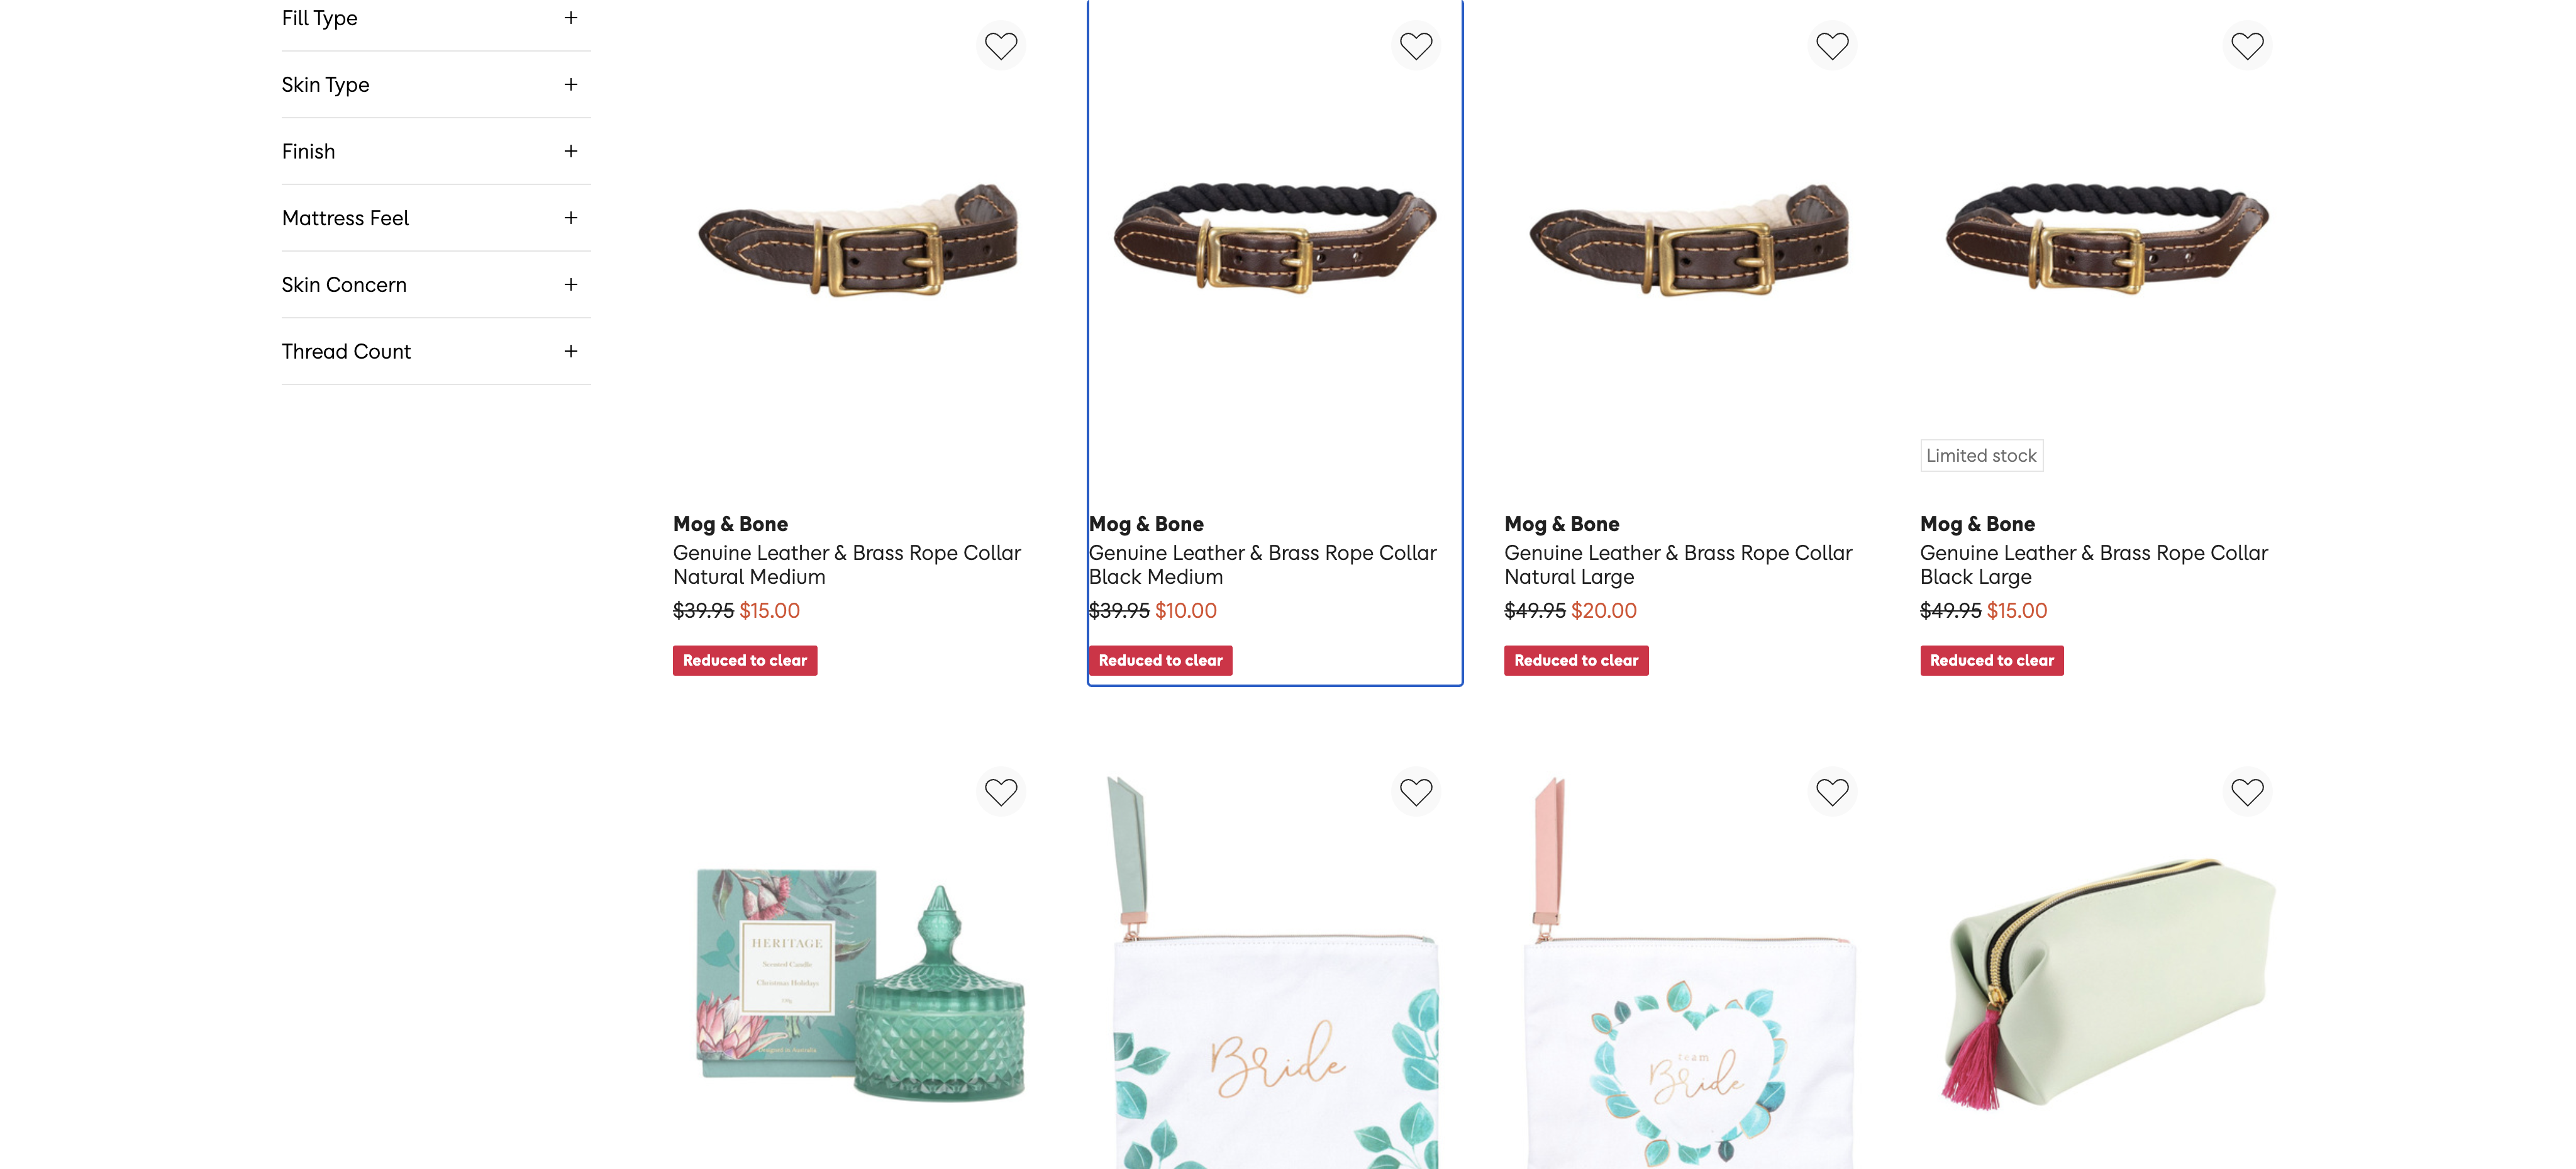 Fill Type
Skin Type
Finish
Mattress Feel
Skin Concern
Thread Count
Limited stock
Mog & Bone
Genuine Leather & Brass Rope Collar
Natural Medium
$39.95 $15.00
Reduced to clear
Mog & Bone
Genuine Leather & Brass Rope Collar
Black Medium
$39.95 $10.00
Reduced to clear
Mog & Bone
Genuine Leather & Brass Rope Collar
Natural Large
$49.95 $20.00
Reduced to clear
Mog & Bone
Genuine Leather & Brass Rope Collar
Black Large
$49.95 $15.00
Reduced to clear
HERITAGE
Scented Candle
Christmas Holidays
Designed in Australia
Bride
team
Bride